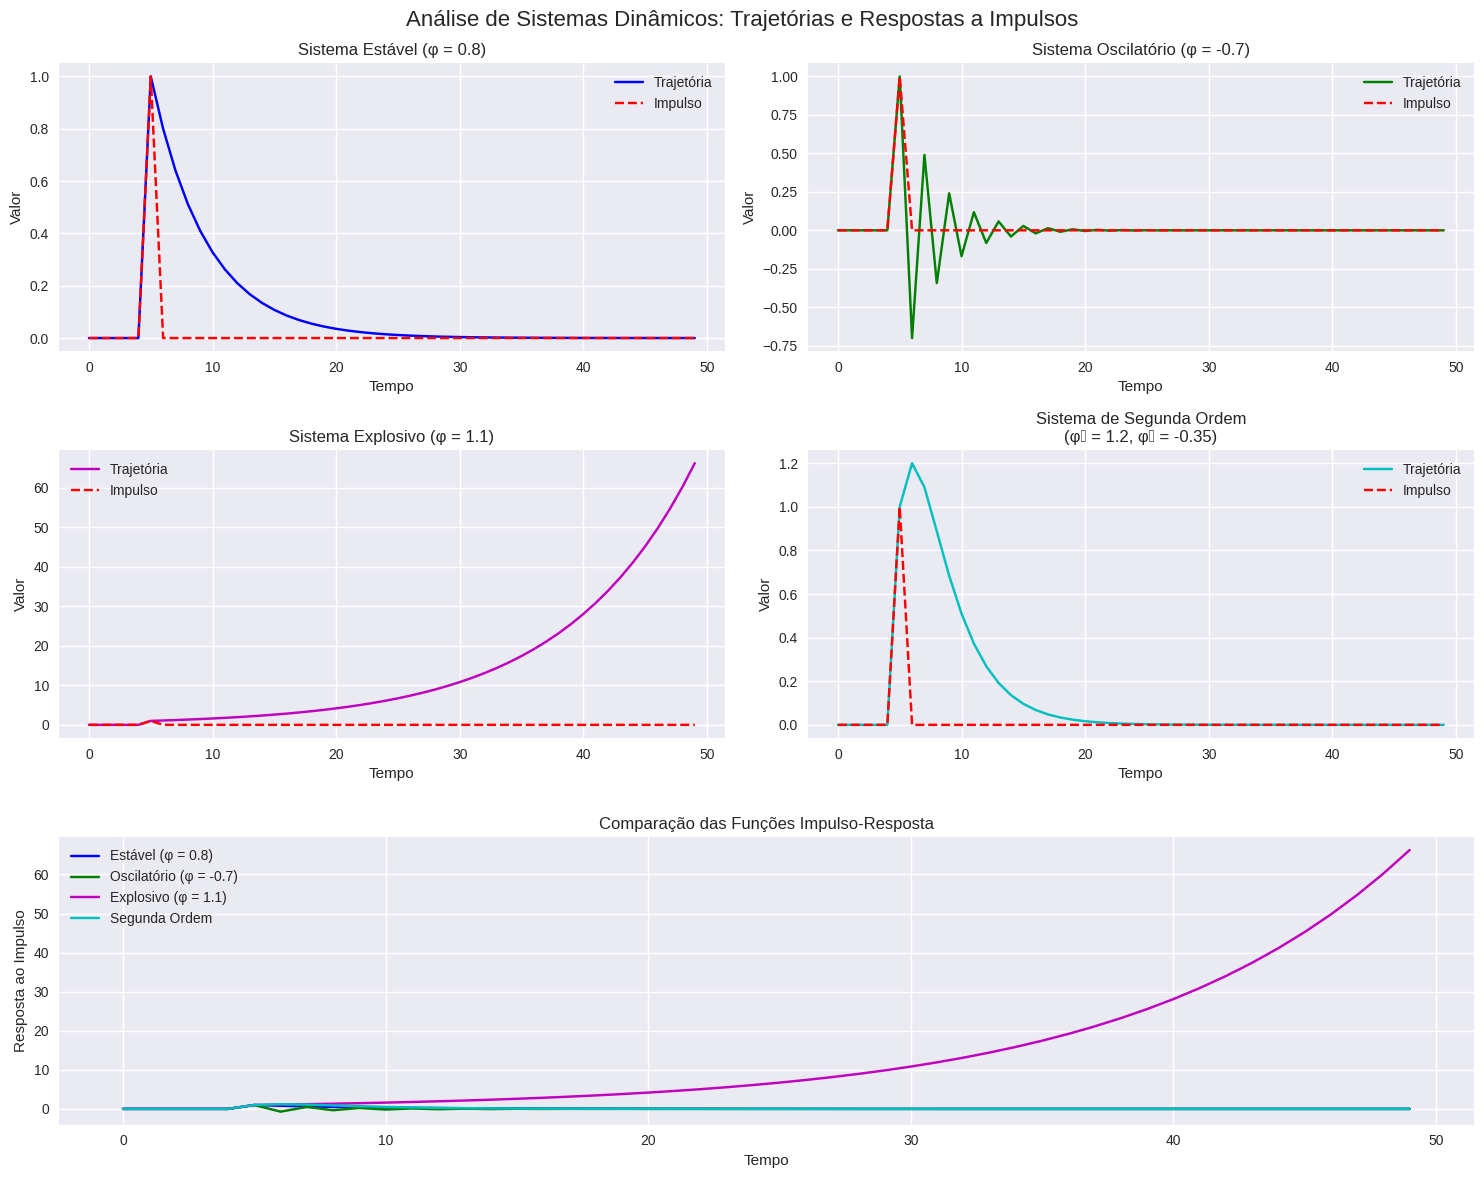 Análise de Sistemas Dinâmicos: Trajetórias e Respostas a Impulsos
Sistema Estável (φ = 0.8)
Trajetória
Impulso
1.0
0.8
0.6
0.4
0.2
0.0
Valor
0 10 20 30 40 50
Tempo
Sistema Oscilatório (φ = -0.7)
Trajetória
Impulso
1.00
0.75
0.50
0.25
0.00
−0.25
−0.50
−0.75
Valor
0 10 20 30 40 50
Tempo
Sistema Explosivo (φ = 1.1)
Trajetória
Impulso
60
50
40
30
20
10
0
Valor
0 10 20 30 40 50
Tempo
Sistema de Segunda Ordem
(φ▯ = 1.2, φ▯ = -0.35)
Trajetória
Impulso
1.2
1.0
0.8
0.6
0.4
0.2
0.0
Valor
0 10 20 30 40 50
Tempo
Comparação das Funções Impulso-Resposta
Estável (φ = 0.8)
Oscilatório (φ = -0.7)
Explosivo (φ = 1.1)
Segunda Ordem
60
50
40
30
20
10
0
Resposta ao Impulso
0 10 20 30 40 50
Tempo